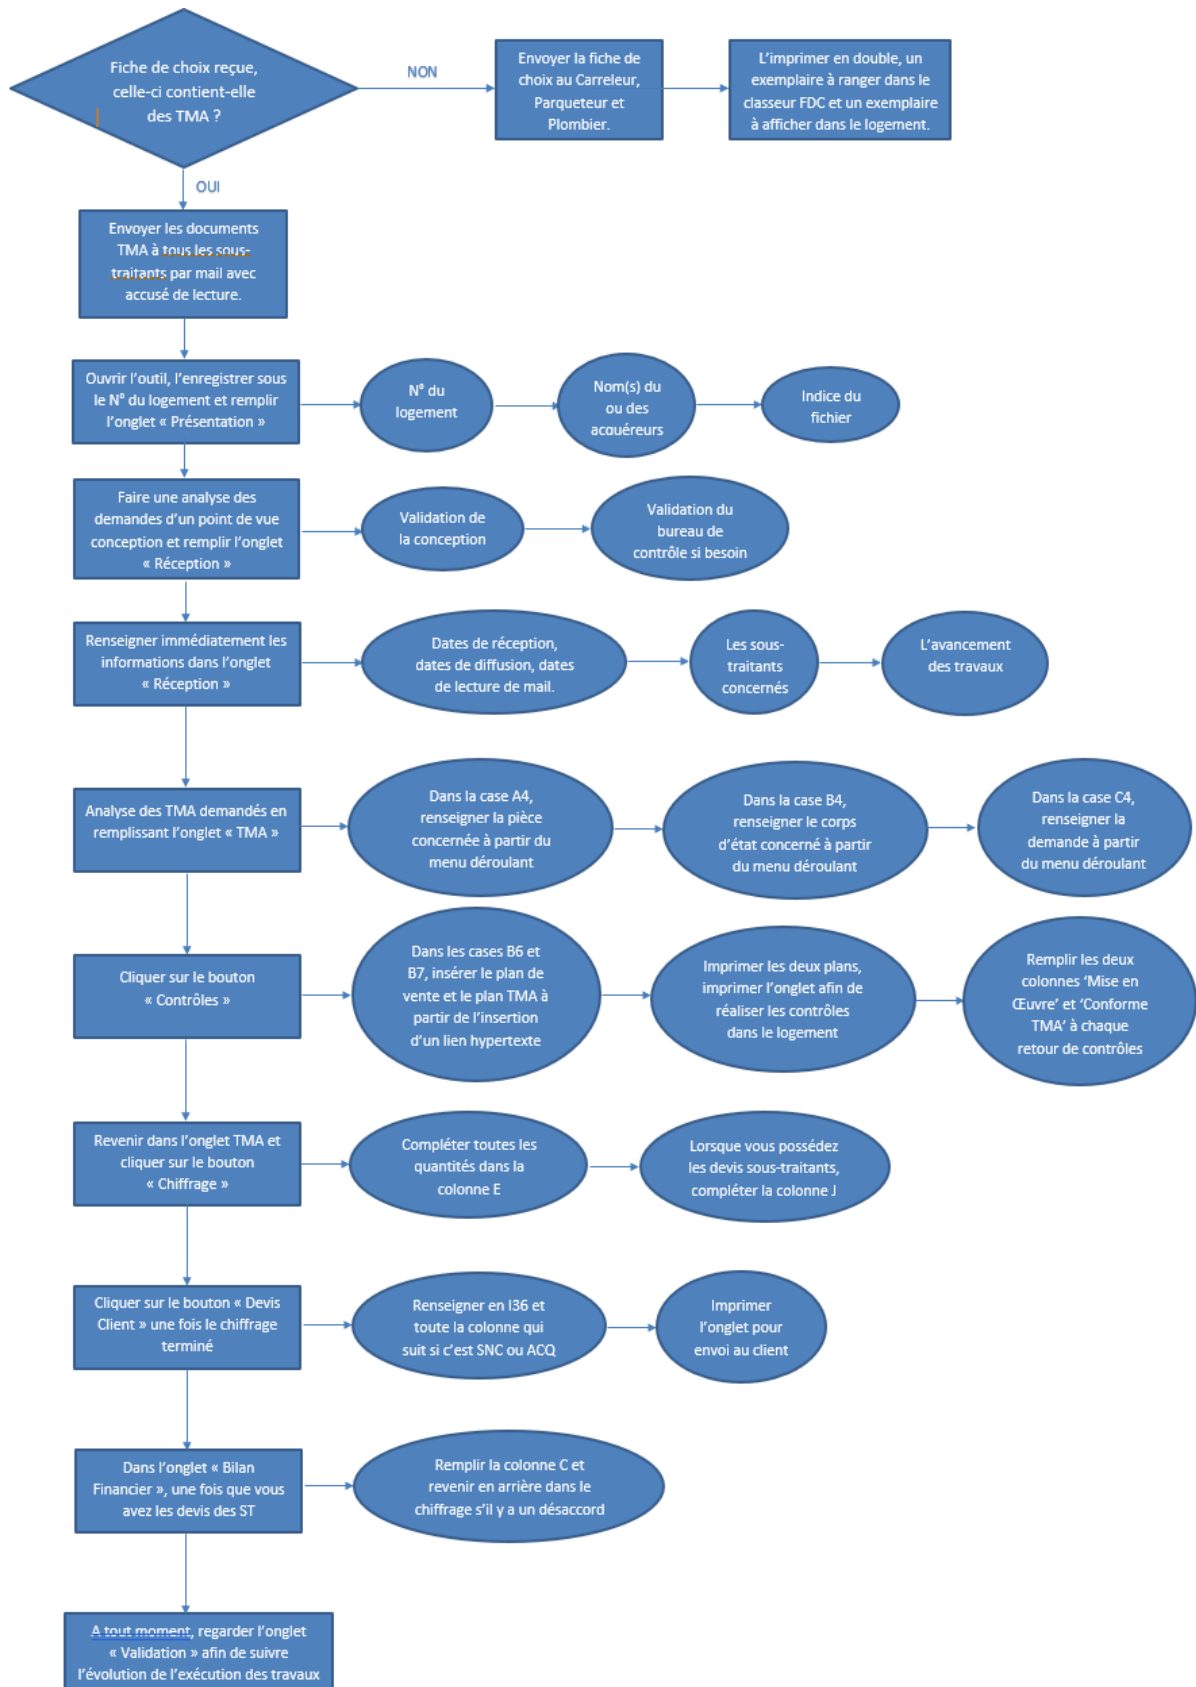 Fiche de choix reçue,
celle-ci contient-elle
des TMA ?
NON
Envoyer la fiche de
choix au Carreleur,
Parqueteur et
Plombier.
L'imprimer en double, un
exemplaire à ranger dans le
classeur FDC et un exemplaire
à afficher dans le logement.
OUI
Envoyer les documents
TMA à tous les sous-
traitants par mail avec
accusé de lecture.
Ouvrir l'outil, l'enregistrer sous
le N° du logement et remplir
l'onglet « Présentation »
N° du
logement
Nom(s) du
ou des
acquéreurs
Indice du
fichier
Faire une analyse des
demandes d'un point de vue
conception et remplir l'onglet
« Réception »
Validation de
la conception
Validation du
bureau de
contrôle si besoin
Renseigner immédiatement les
informations dans l'onglet
« Réception »
Dates de réception,
dates de diffusion, dates
de lecture de mail.
Les sous-
traitants
concernés
L'avancement
des travaux
Analyse des TMA demandés en
remplissant l'onglet « TMA »
Dans la case A4,
renseigner la pièce
concernée à partir du
menu déroulant
Dans la case B4,
renseigner le corps
d'état concerné à partir
du menu déroulant
Dans la case C4,
renseigner la
demande à partir
du menu déroulant
Cliquer sur le bouton
« Contrôles »
Dans les cases B6 et
B7, insérer le plan de
vente et le plan TMA à
partir de l'insertion
d'un lien hypertexte
Imprimer les deux plans,
imprimer l'onglet afin de
réaliser les contrôles
dans le logement
Remplir les deux
colonnes 'Mise en
Œuvre' et 'Conforme
TMA' à chaque
retour de contrôles
Revenir dans l'onglet TMA et
cliquer sur le bouton
« Chiffrage »
Compléter toutes les
quantités dans la
colonne E
Lorsque vous possédez
les devis sous-traitants,
compléter la colonne J
Cliquer sur le bouton « Devis
Client » une fois le chiffrage
terminé
Renseigner en I36 et
toute la colonne qui
suit si c'est SNC ou ACQ
Imprimer
l'onglet pour
envoi au client
Dans l'onglet « Bilan
Financier », une fois que vous
avez les devis des ST
Remplir la colonne C et
revenir en arrière dans le
chiffrage s'il y a un désaccord
A tout moment, regarder l'onglet
« Validation » afin de suivre
l'évolution de l'exécution des travaux